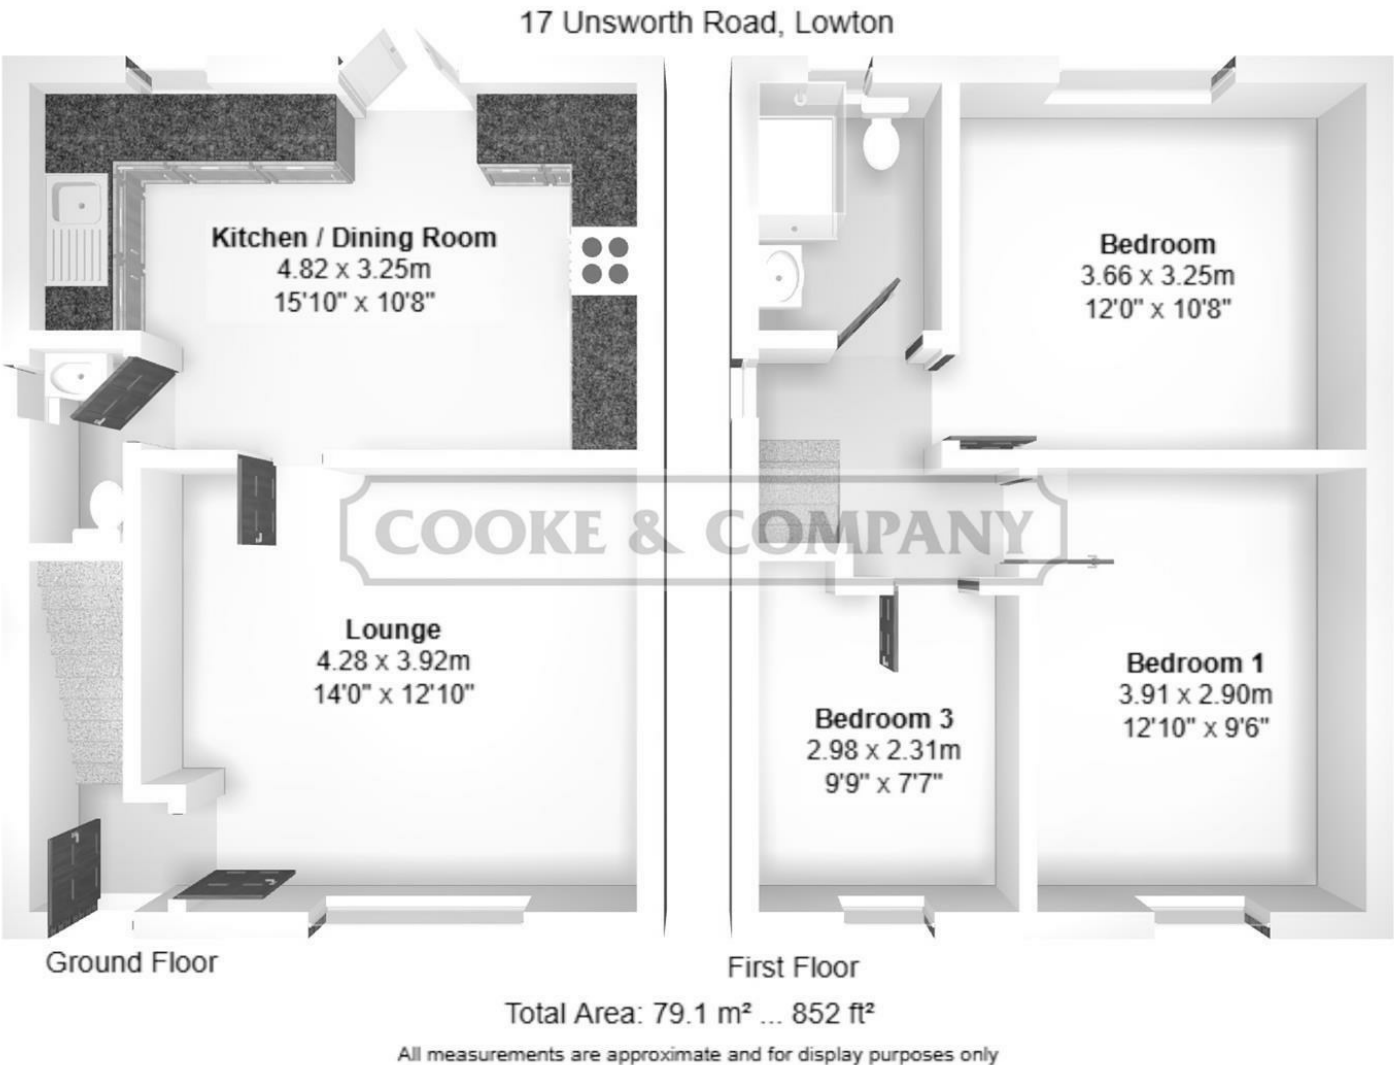 17 Unsworth Road, Lowton
Kitchen / Dining Room
4.82 x 3.25m
15'10" x 10'8"
Bedroom
3.66 x 3.25m
12'0" x 10'8"
COOKE & COMPANY
Lounge
4.28 x 3.92m
14'0" x 12'10"
Bedroom 1
3.91 x 2.90m
12'10" x 9'6"
Bedroom 3
2.98 x 2.31m
9'9" x 7'7"
Ground Floor
First Floor
Total Area: 79.1 m² ... 852 ft²
All measurements are approximate and for display purposes only